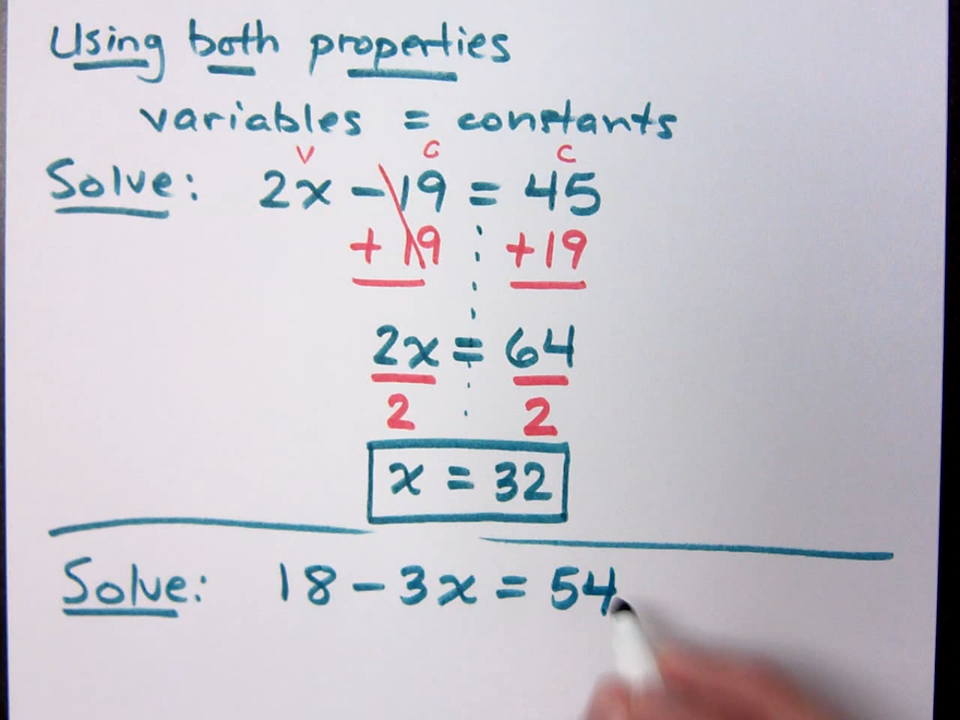 Using both properties
variables = constants
V C C
Solve: 2x - 19 = 45
+ 19 +19
2x = 64
2 2
x = 32
Solve: 18 - 3x = 54